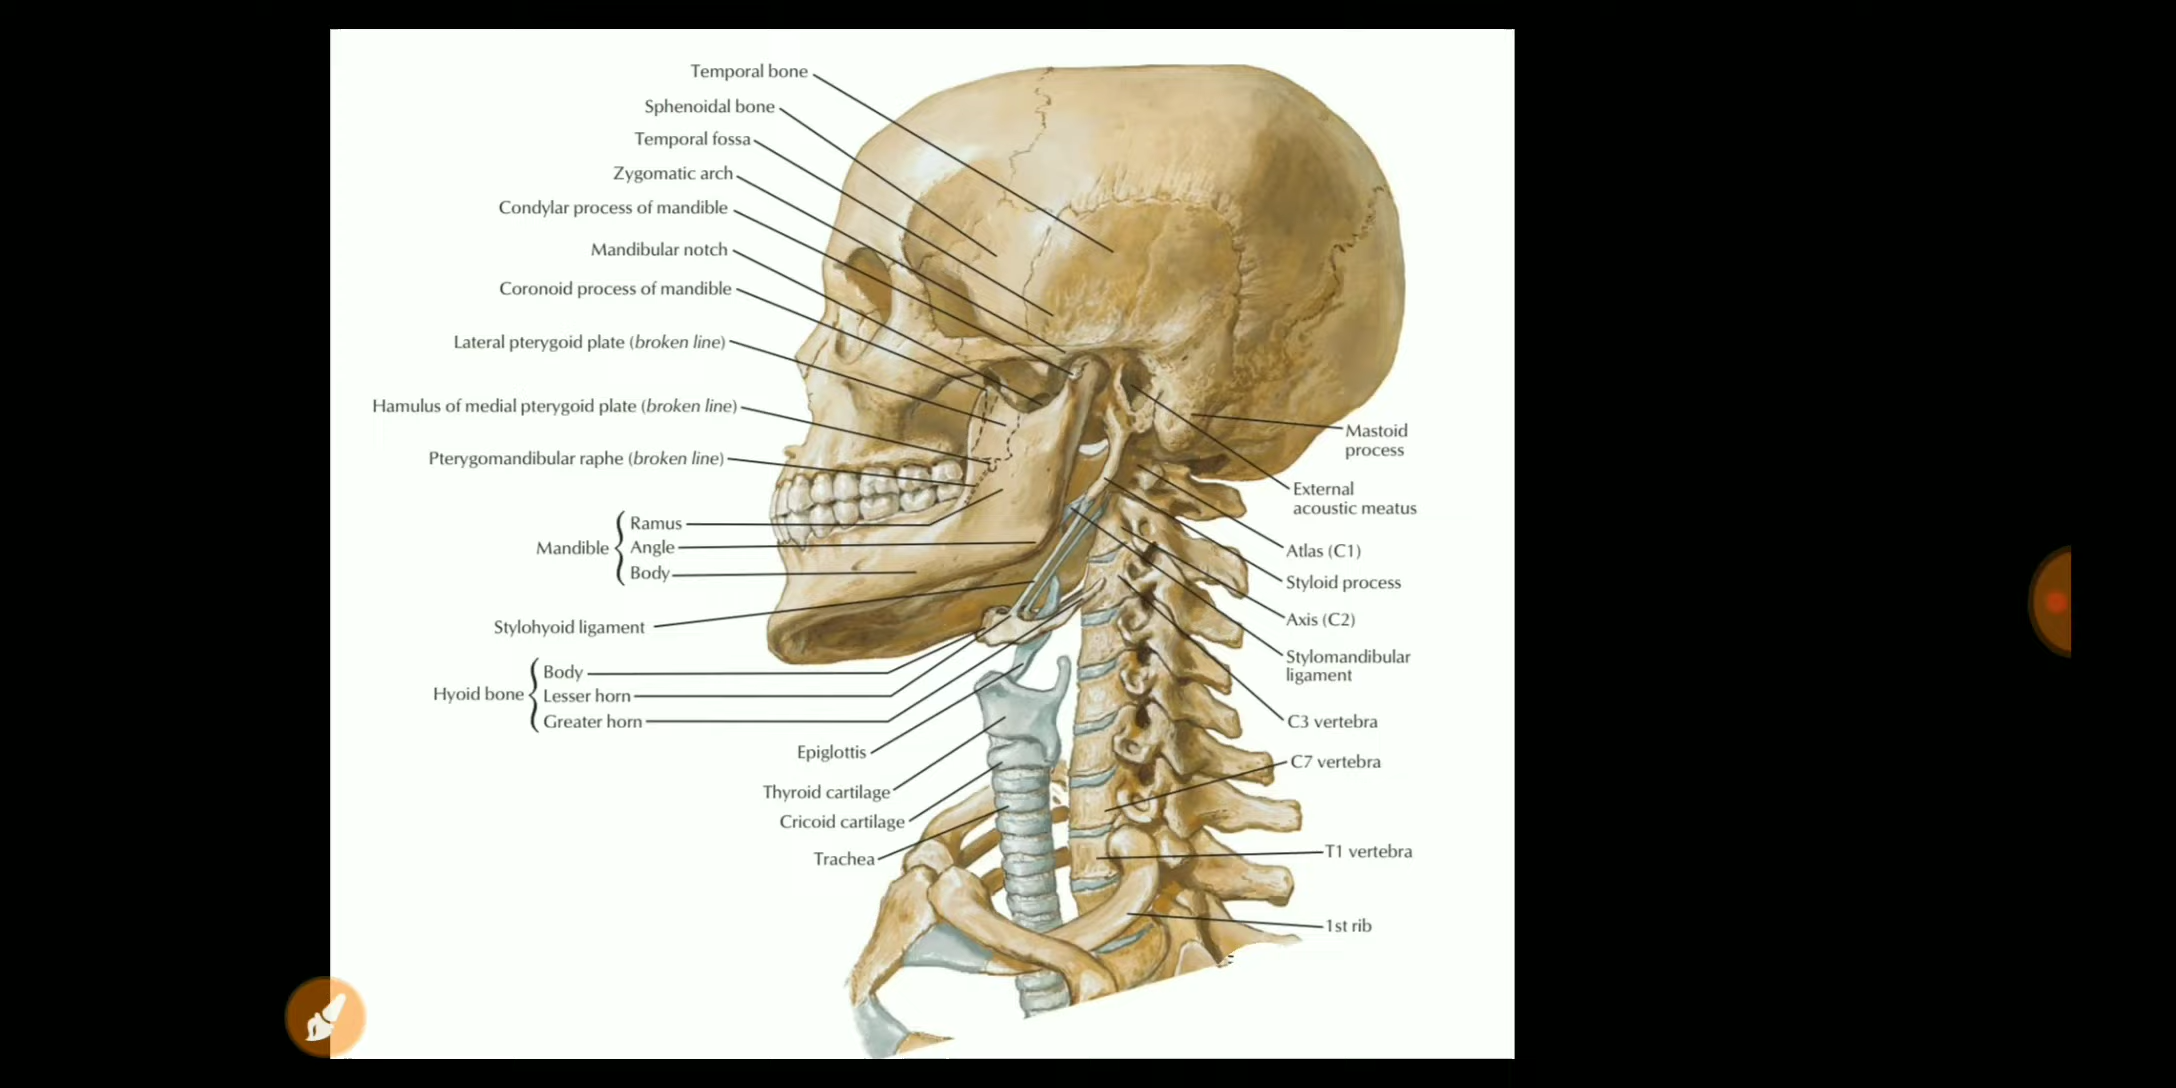 Temporal bone
Sphenoidal bone
Temporal fossa
Zygomatic arch
Condylar process of mandible
Mandibular notch
Coronoid process of mandible
Lateral pterygoid plate (broken line)
Hamulus of medial pterygoid plate (broken line)
Pterygomandibular raphe (broken line)
Mandible
Ramus
Angle
Body
Stylohyoid ligament
Hyoid bone
Body
Lesser horn
Greater horn
Epiglottis
Thyroid cartilage
Cricoid cartilage
Trachea
Mastoid
process
External
acoustic meatus
Atlas (C1)
Styloid process
Axis (C2)
Stylomandibular
ligament
C3 vertebra
C7 vertebra
T1 vertebra
1st rib